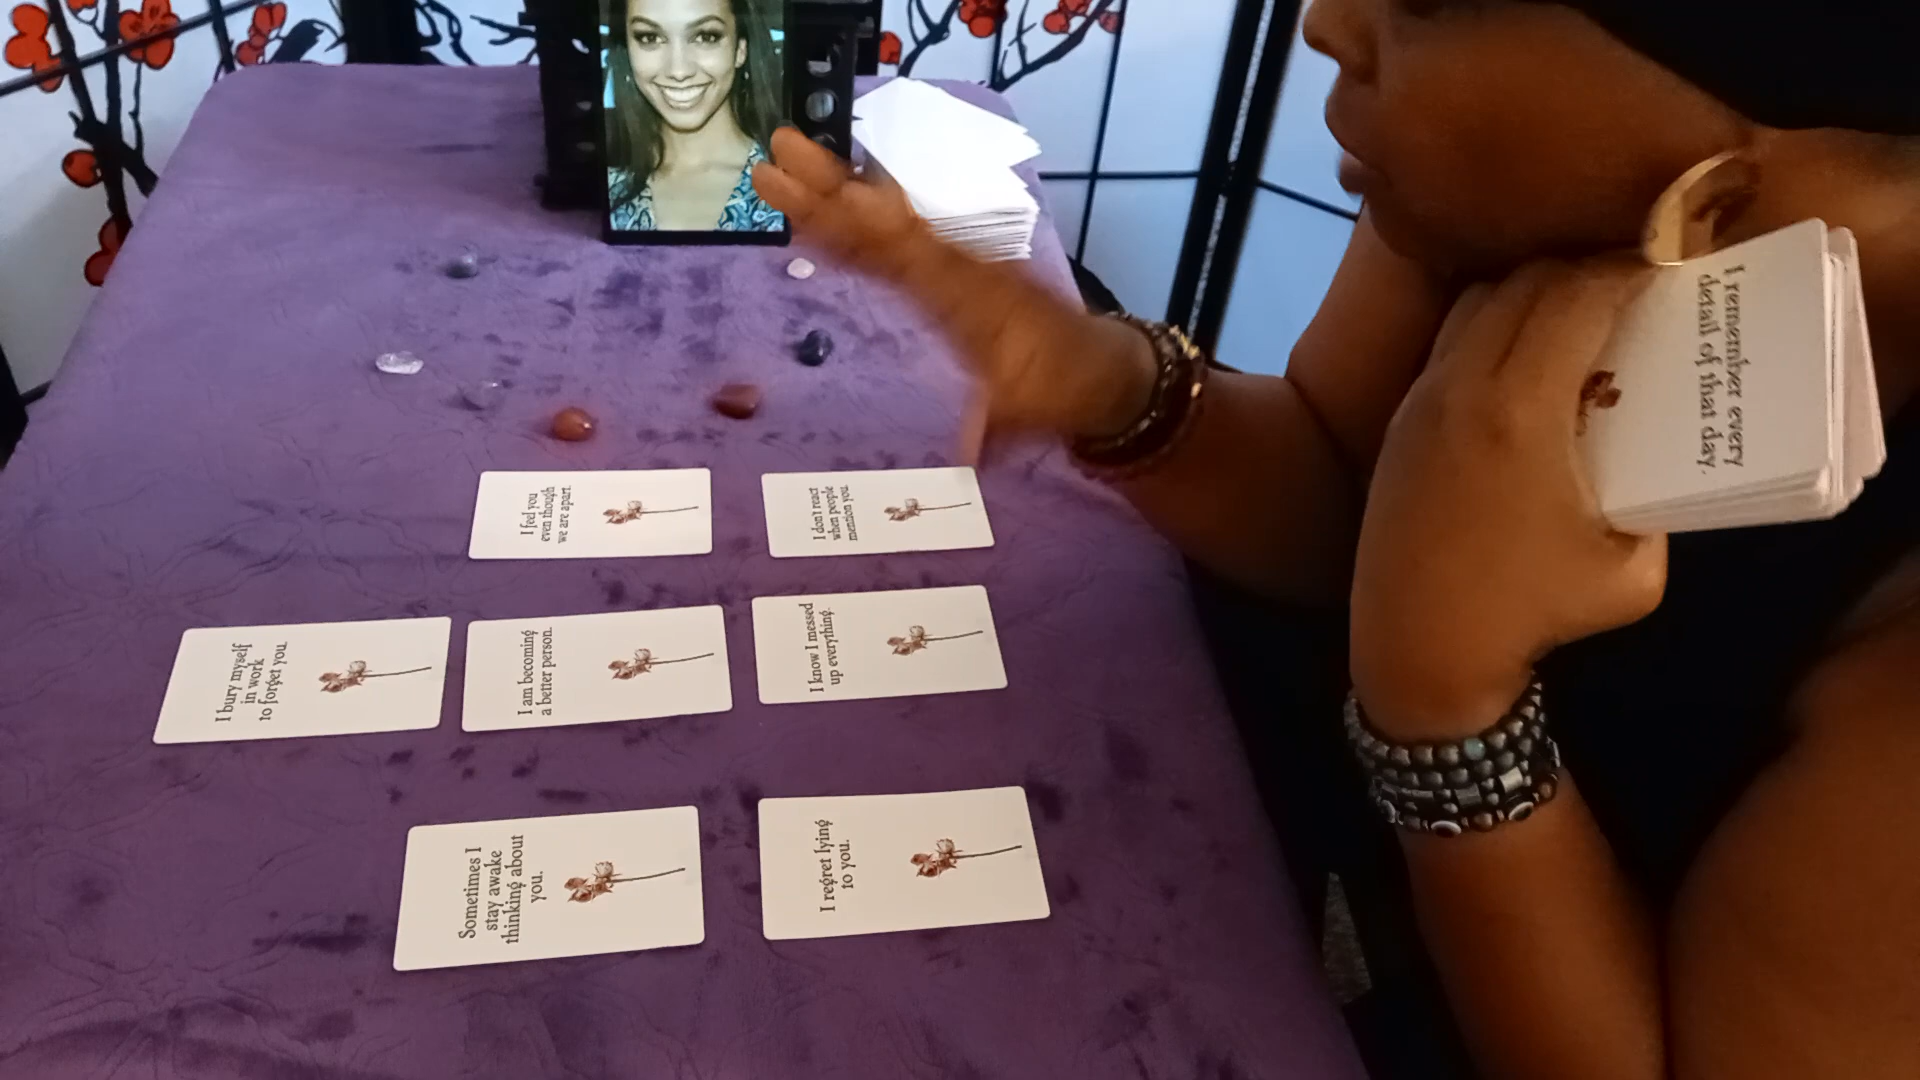 I feel you
even though
we are apart.
I don't react
when people
mention you.
I bury myself
in work
to forget you.
I am becoming
a better person.
I know I messed
up everything.
Sometimes I
stay awake
thinking about
you.
I regret lying
to you.
I remember every
detail of that day.